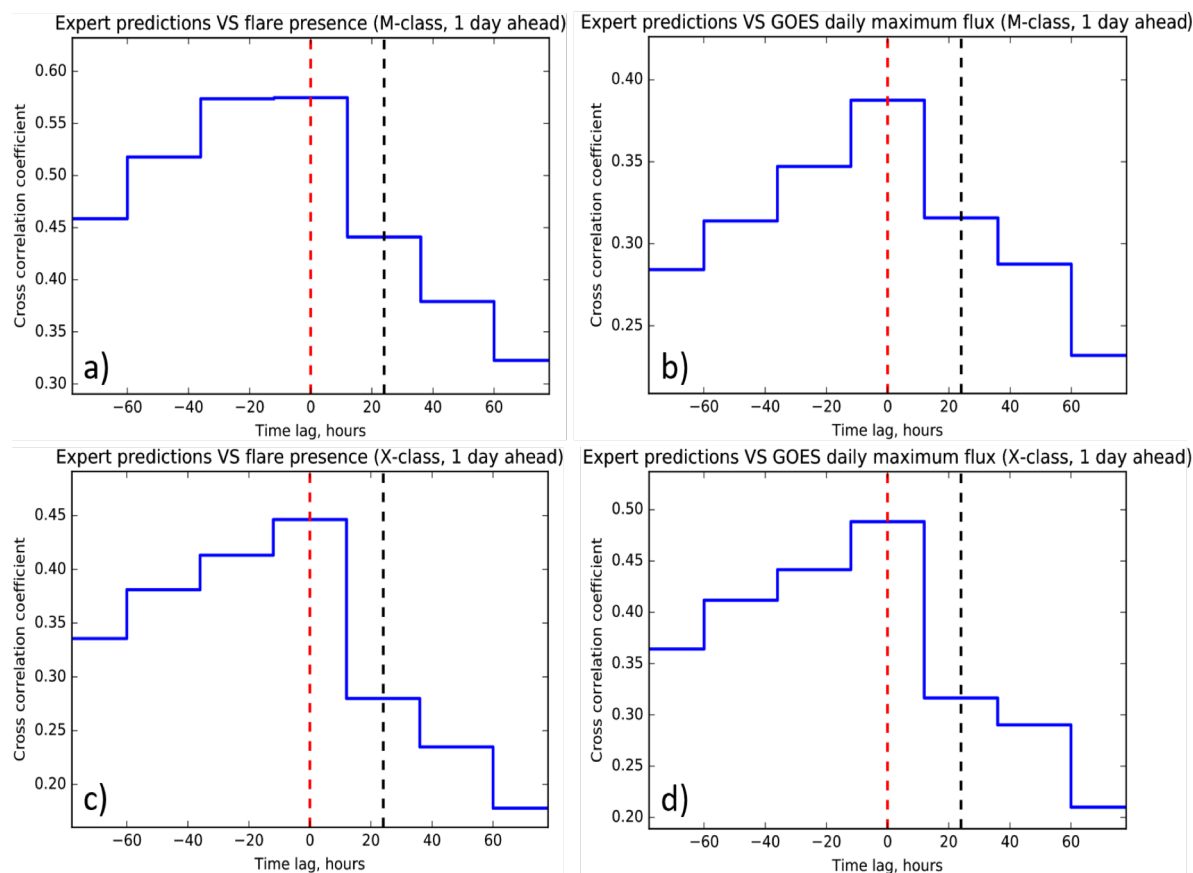 Expert predictions VS flare presence (M-class, 1 day ahead)
Cross correlation coefficient
0.60
0.55
0.50
0.45
0.40
0.35
0.30
a)
−60 −40 −20 0 20 40 60
Time lag, hours
Expert predictions VS GOES daily maximum flux (M-class, 1 day ahead)
Cross correlation coefficient
0.40
0.35
0.30
0.25
b)
−60 −40 −20 0 20 40 60
Time lag, hours
Expert predictions VS flare presence (X-class, 1 day ahead)
Cross correlation coefficient
0.45
0.40
0.35
0.30
0.25
0.20
c)
−60 −40 −20 0 20 40 60
Time lag, hours
Expert predictions VS GOES daily maximum flux (X-class, 1 day ahead)
Cross correlation coefficient
0.50
0.45
0.40
0.35
0.30
0.25
0.20
d)
−60 −40 −20 0 20 40 60
Time lag, hours